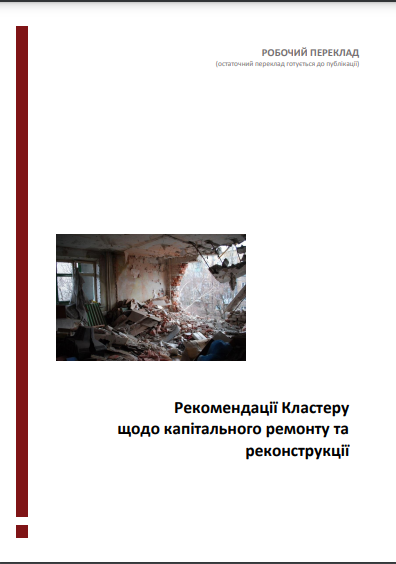 РОБОЧИЙ ПЕРЕКЛАД
(остаточний переклад готується до публікації)
Рекомендації Кластеру
щодо капітального ремонту та
реконструкції